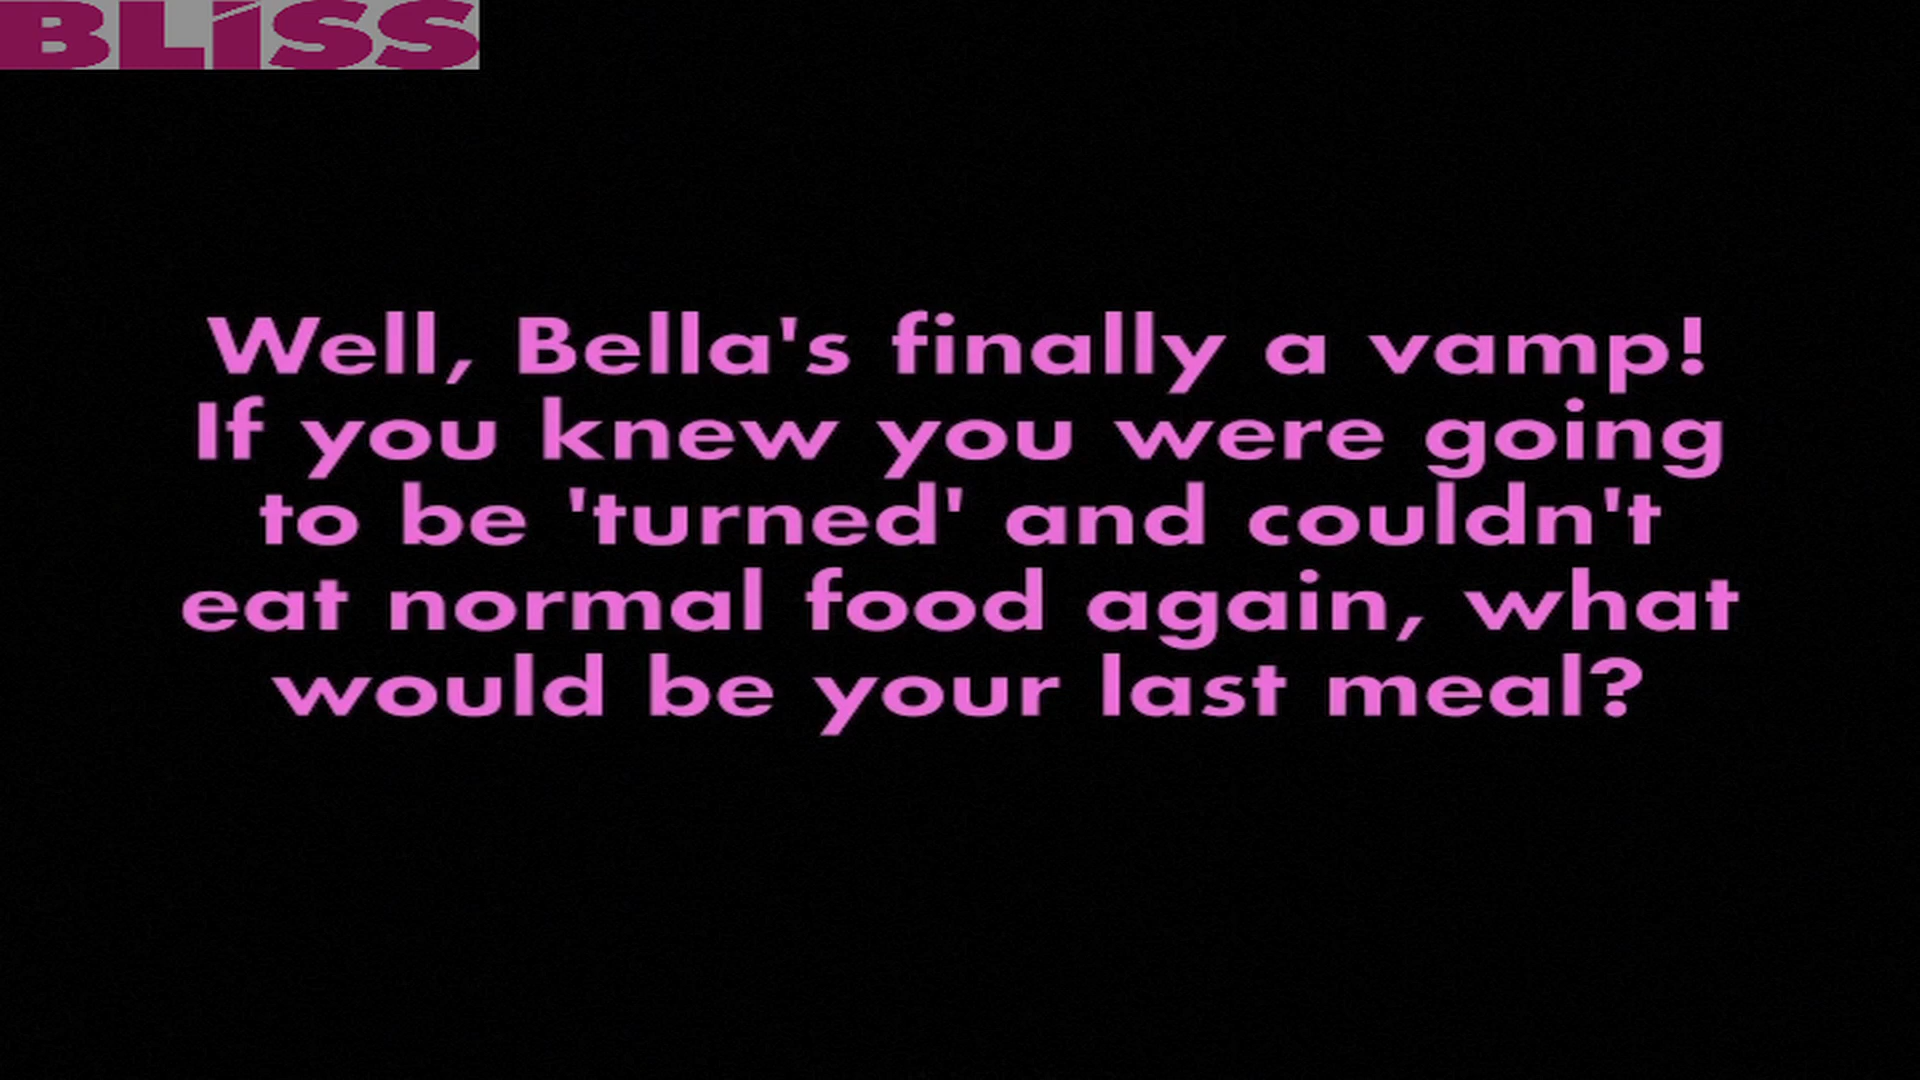 BLiSS
Well, Bella's finally a vamp!
If you knew you were going
to be 'turned' and couldn't
eat normal food again, what
would be your last meal?